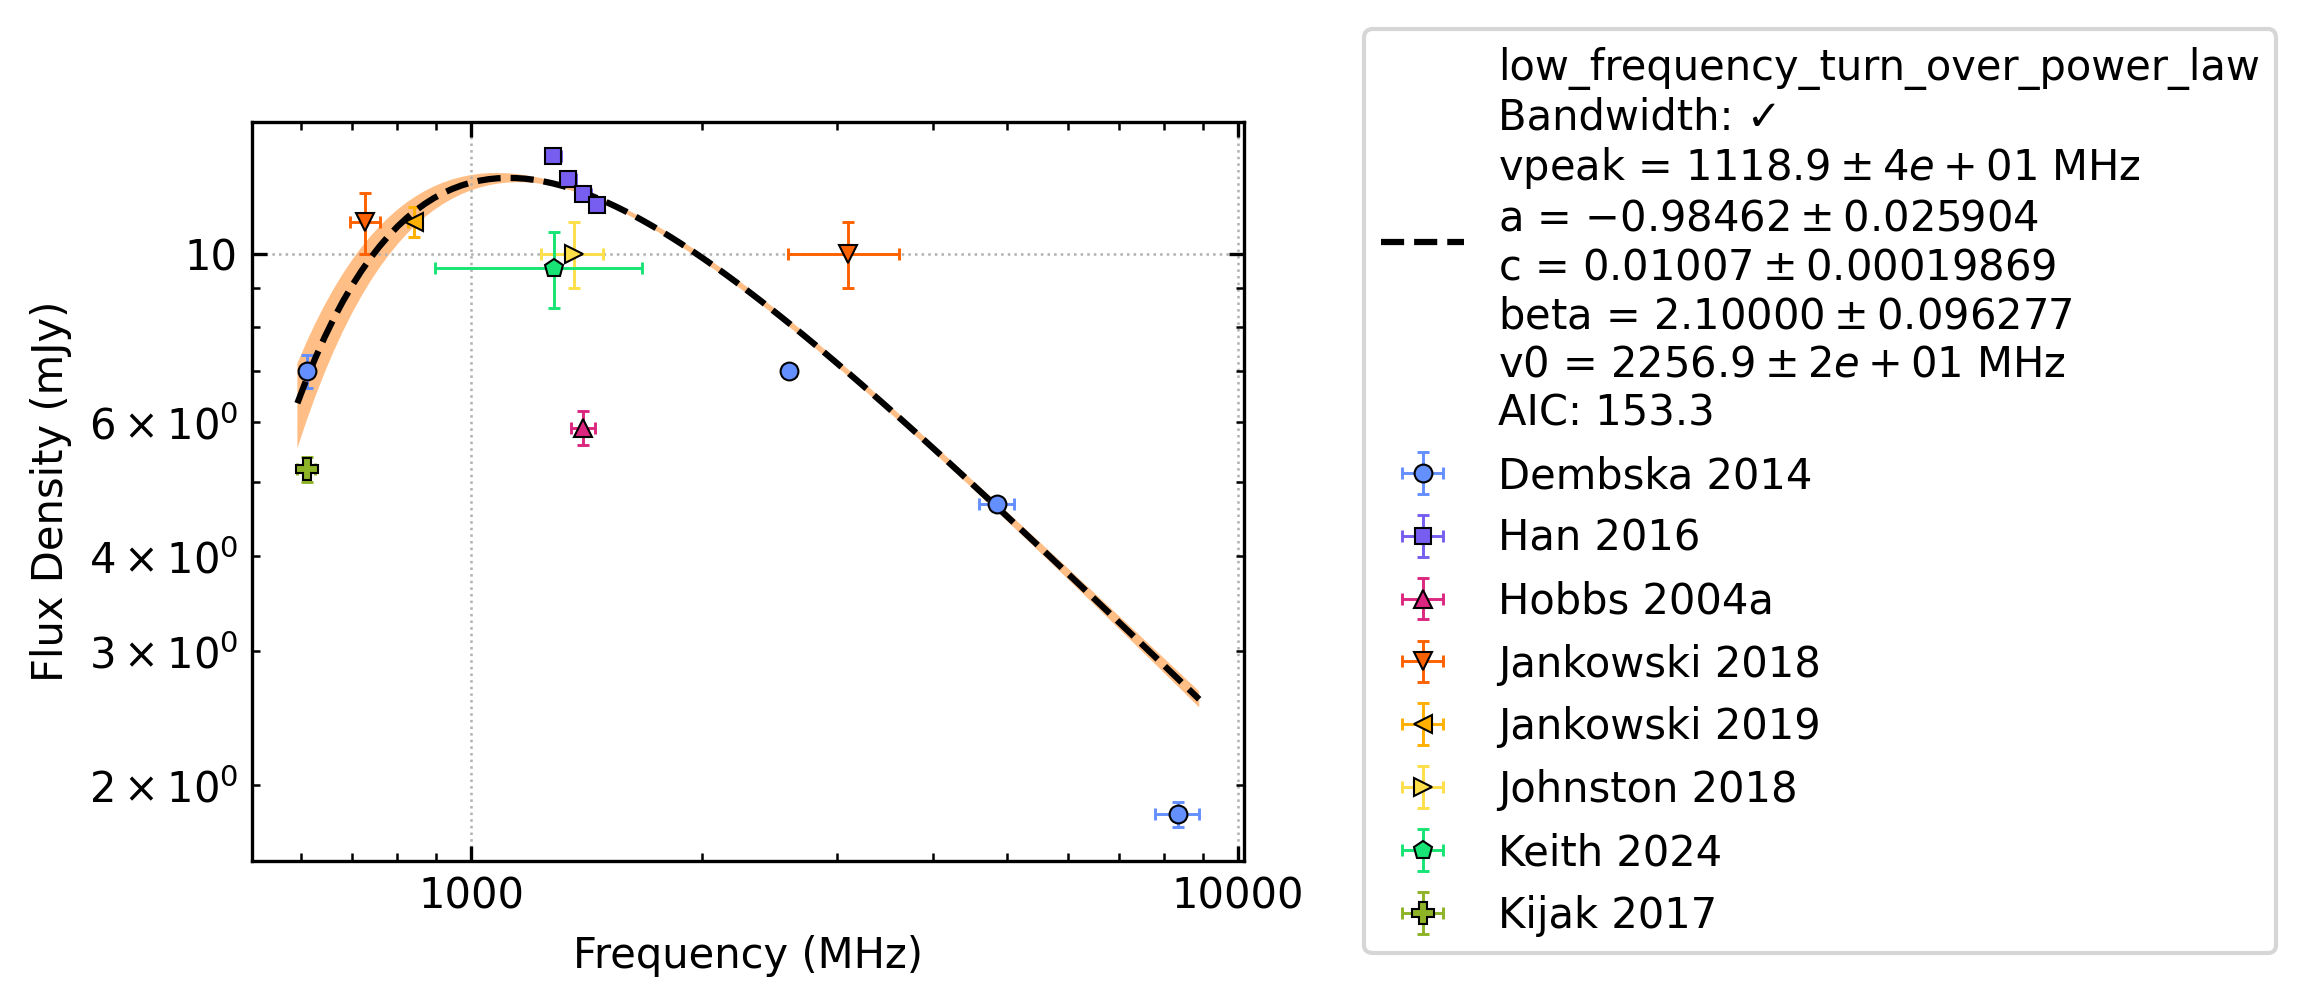 low_frequency_turn_over_power_law
Bandwidth: ✓
vpeak = 1118.9 ± 4e + 01 MHz
a = −0.98462 ± 0.025904
c = 0.01007 ± 0.00019869
beta = 2.10000 ± 0.096277
v0 = 2256.9 ± 2e + 01 MHz
AIC: 153.3
Dembska 2014
Han 2016
Hobbs 2004a
Jankowski 2018
Jankowski 2019
Johnston 2018
Keith 2024
Kijak 2017
Flux Density (mJy)
10
6 × 10⁰
4 × 10⁰
3 × 10⁰
2 × 10⁰
1000
10000
Frequency (MHz)